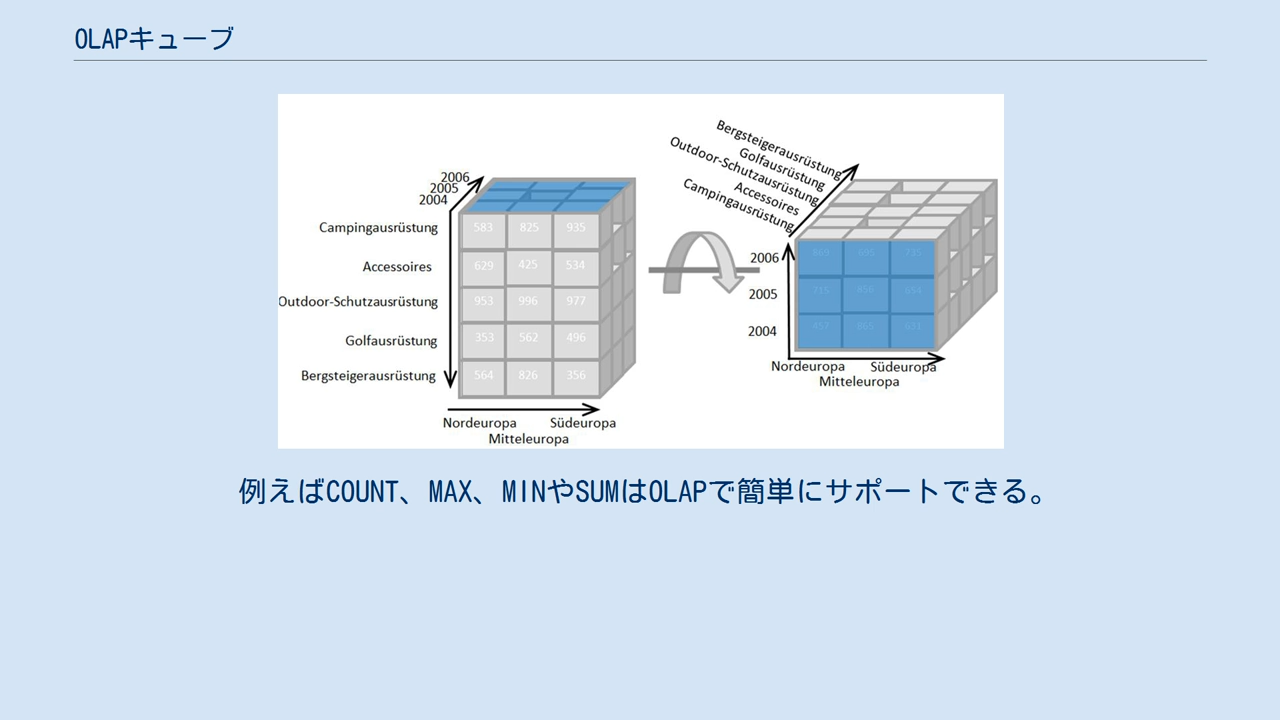 OLAPキューブ
2006
2005
2004
Campingausrüstung
583 825 935
Accessoires
629 425 534
Outdoor-Schutzausrüstung
953 996 977
Golfausrüstung
353 562 496
Bergsteigerausrüstung
564 826 356
Nordeuropa
Südeuropa
Mitteleuropa
Bergsteigerausrüstung
Golfausrüstung
Outdoor-Schutzausrüstung
Accessoires
Campingausrüstung
2006
2005
2004
Nordeuropa
Südeuropa
Mitteleuropa
例えばCOUNT、MAX、MINやSUMはOLAPで簡単にサポートできる。